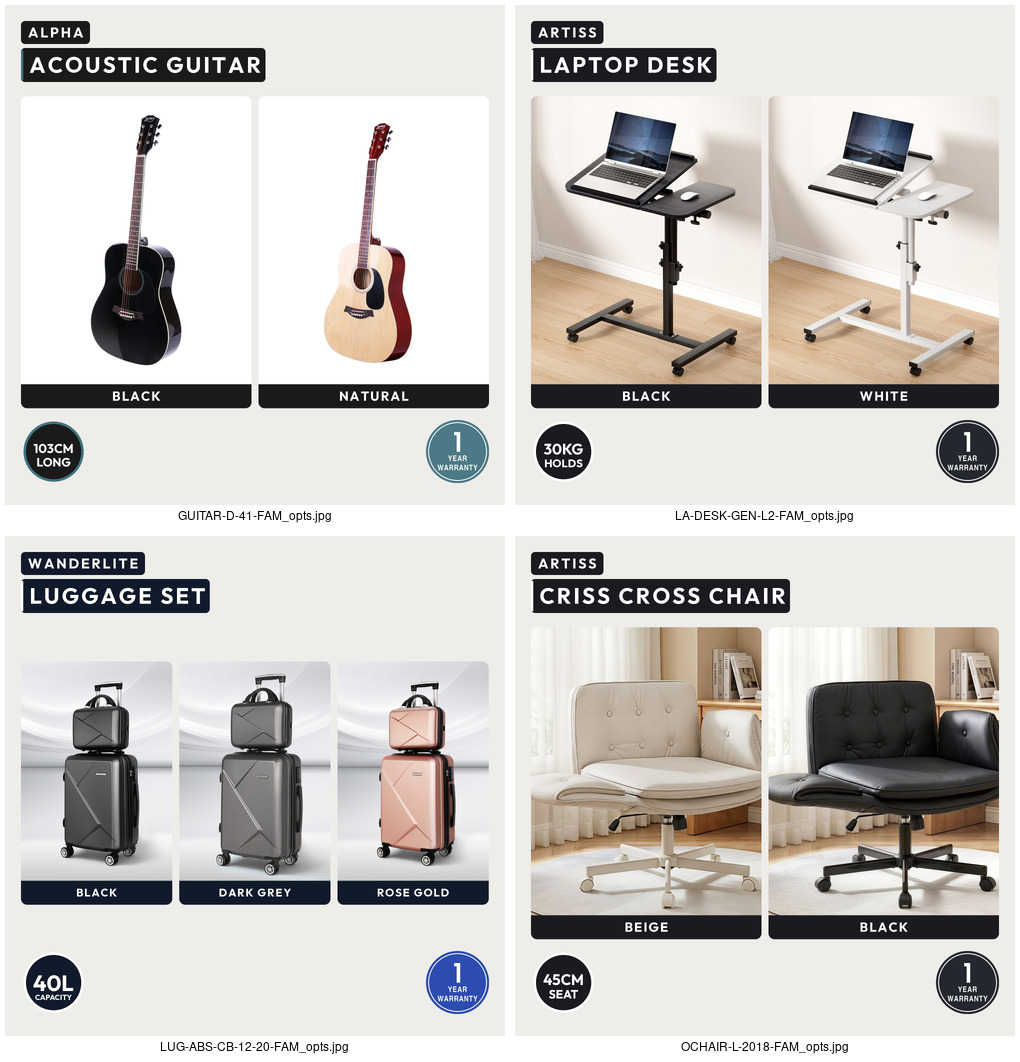 ALPHA
ACOUSTIC GUITAR
BLACK
NATURAL
103CM
LONG
1
YEAR
WARRANTY
GUITAR-D-41-FAM_opts.jpg
ARTISS
LAPTOP DESK
BLACK
WHITE
30KG
HOLDS
1
YEAR
WARRANTY
LA-DESK-GEN-L2-FAM_opts.jpg
WANDERLITE
LUGGAGE SET
BLACK
DARK GREY
ROSE GOLD
40L
CAPACITY
1
YEAR
WARRANTY
LUG-ABS-CB-12-20-FAM_opts.jpg
ARTISS
CRISS CROSS CHAIR
BEIGE
BLACK
45CM
SEAT
1
YEAR
WARRANTY
OCHAIR-L-2018-FAM_opts.jpg